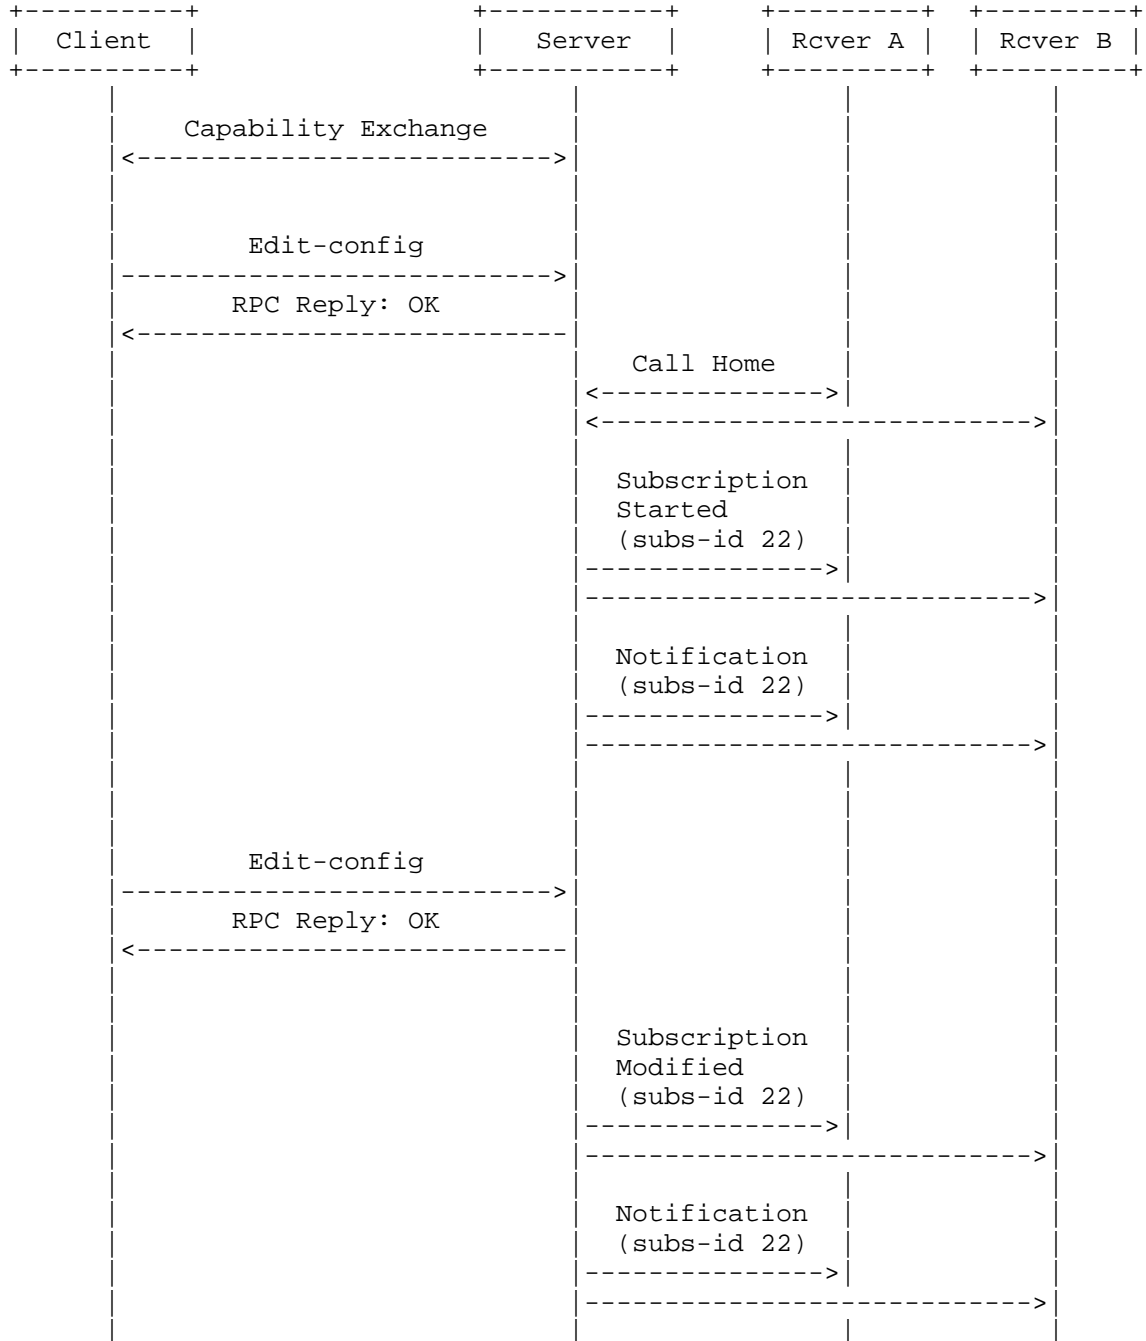 Client Server Rcver A Rcver B
Capability Exchange
Edit-config
RPC Reply: OK
Call Home
Subscription
Started
(subs-id 22)
Notification
(subs-id 22)
Edit-config
RPC Reply: OK
Subscription
Modified
(subs-id 22)
Notification
(subs-id 22)